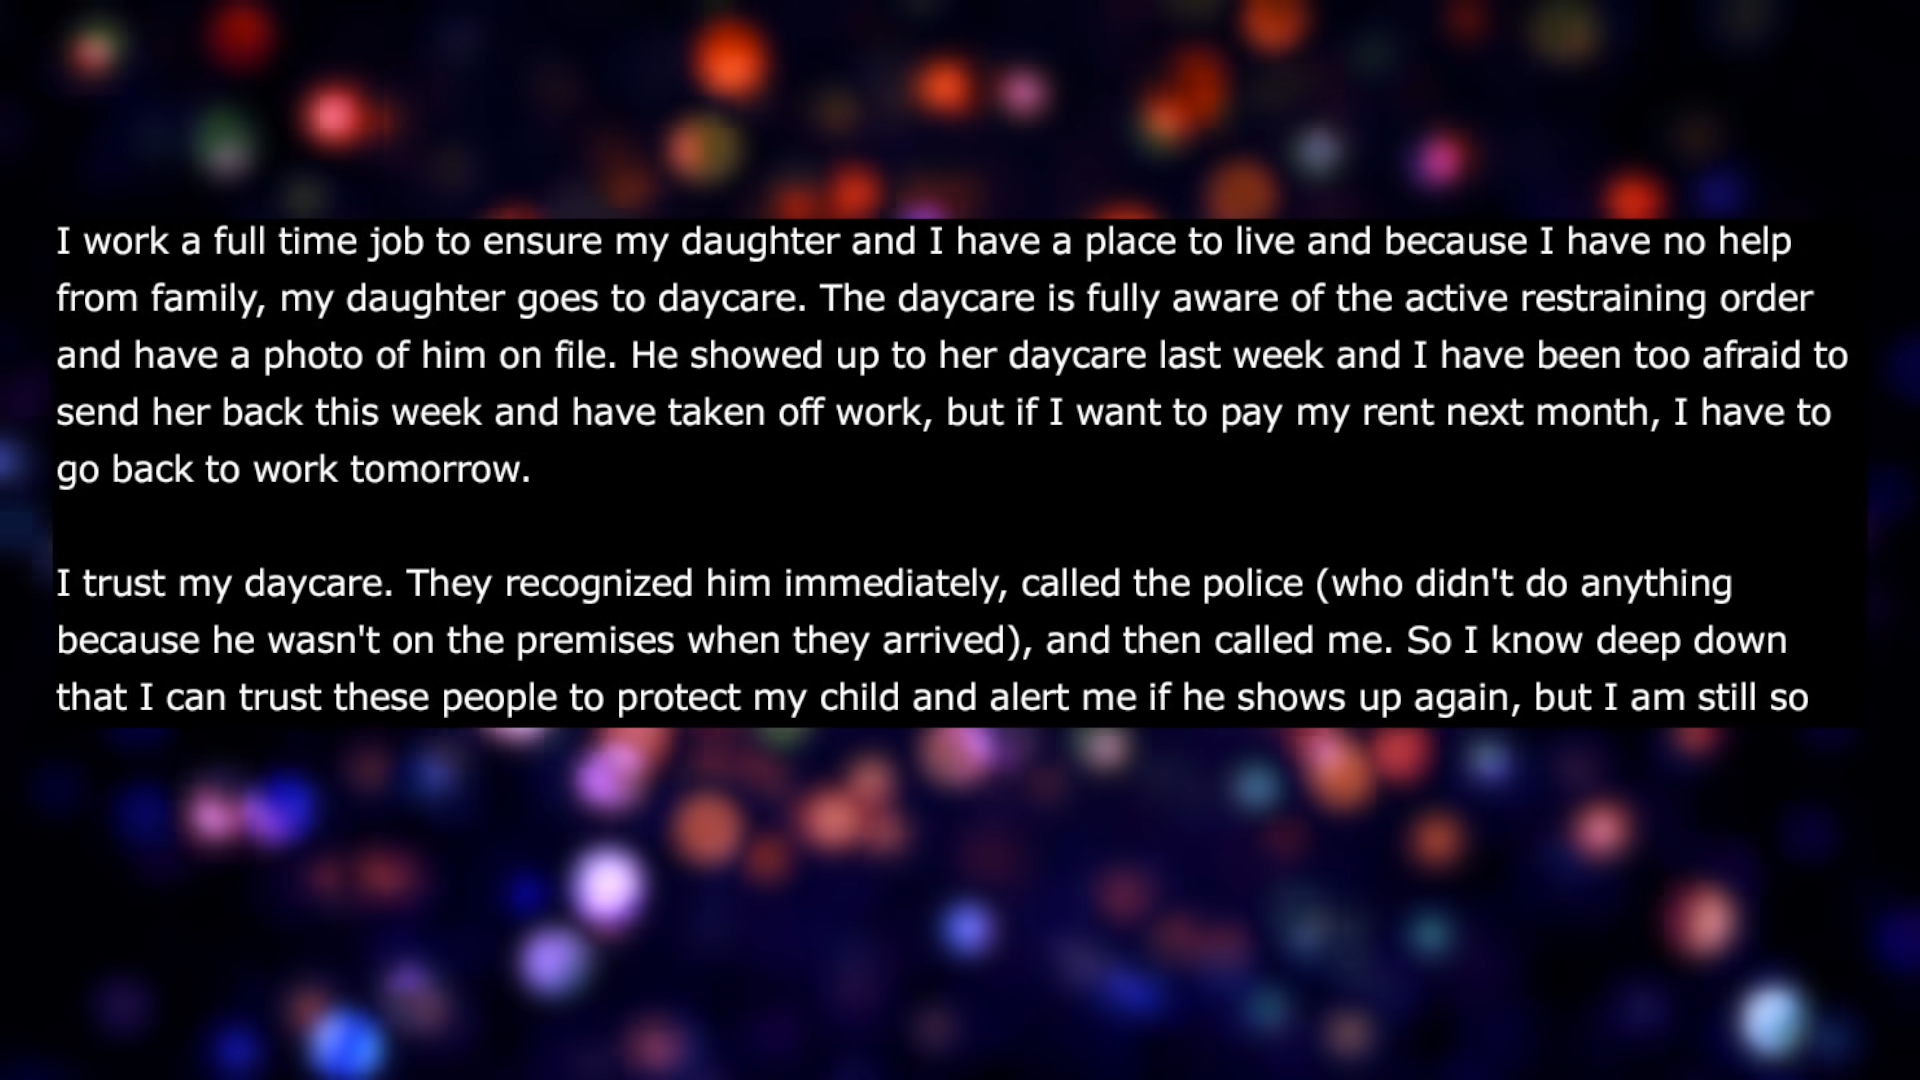 I work a full time job to ensure my daughter and I have a place to live and because I have no help
from family, my daughter goes to daycare. The daycare is fully aware of the active restraining order
and have a photo of him on file. He showed up to her daycare last week and I have been too afraid to
send her back this week and have taken off work, but if I want to pay my rent next month, I have to
go back to work tomorrow.
I trust my daycare. They recognized him immediately, called the police (who didn't do anything
because he wasn't on the premises when they arrived), and then called me. So I know deep down
that I can trust these people to protect my child and alert me if he shows up again, but I am still so